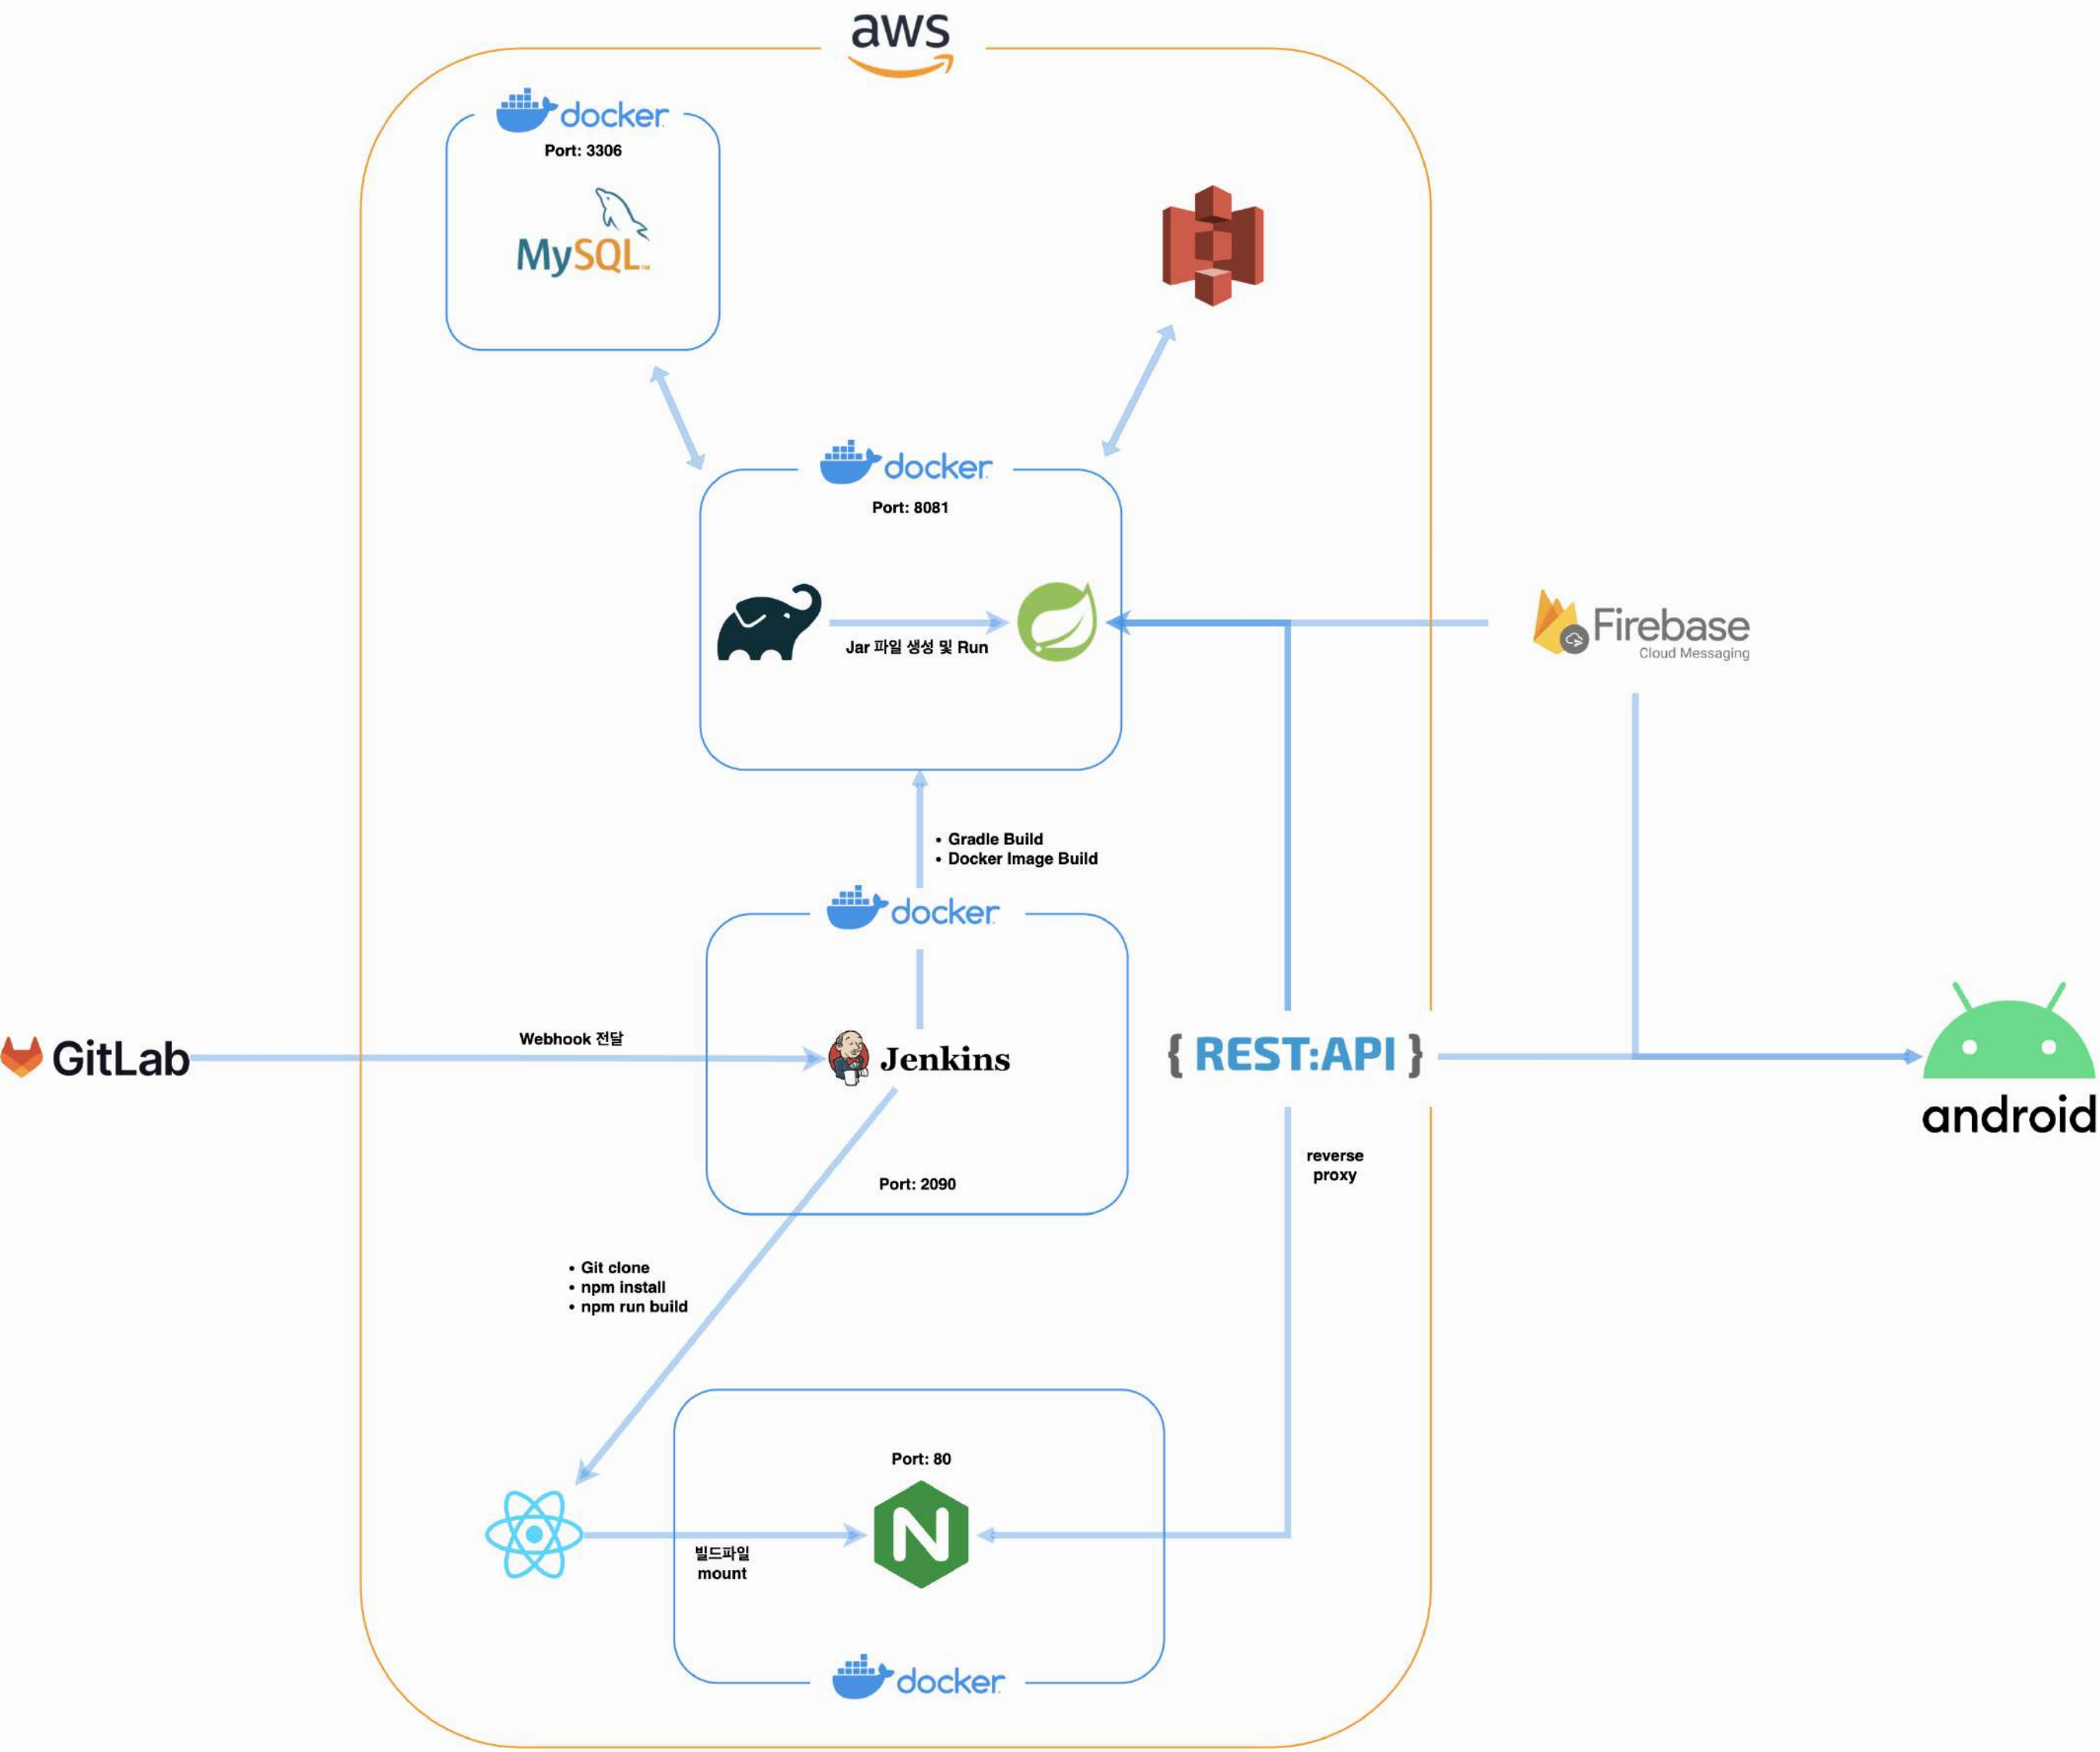 aws
docker
Port: 3306
MySQL
docker
Port: 8081
Jar 파일 생성 및 Run
Firebase
Cloud Messaging
Gradle Build
Docker Image Build
docker
GitLab
Webhook 전달
Jenkins
{ REST:API }
android
Port: 2090
reverse
proxy
Git clone
npm install
npm run build
Port: 80
N
빌드파일
mount
docker